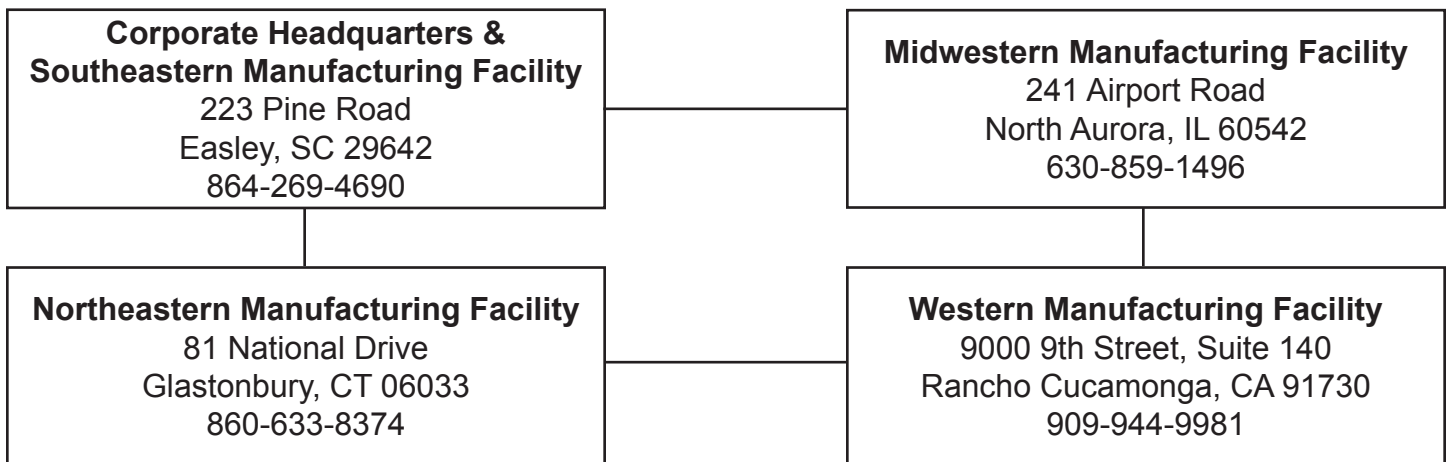 Corporate Headquarters &
Southeastern Manufacturing Facility
223 Pine Road
Easley, SC 29642
864-269-4690
Midwestern Manufacturing Facility
241 Airport Road
North Aurora, IL 60542
630-859-1496
Northeastern Manufacturing Facility
81 National Drive
Glastonbury, CT 06033
860-633-8374
Western Manufacturing Facility
9000 9th Street, Suite 140
Rancho Cucamonga, CA 91730
909-944-9981